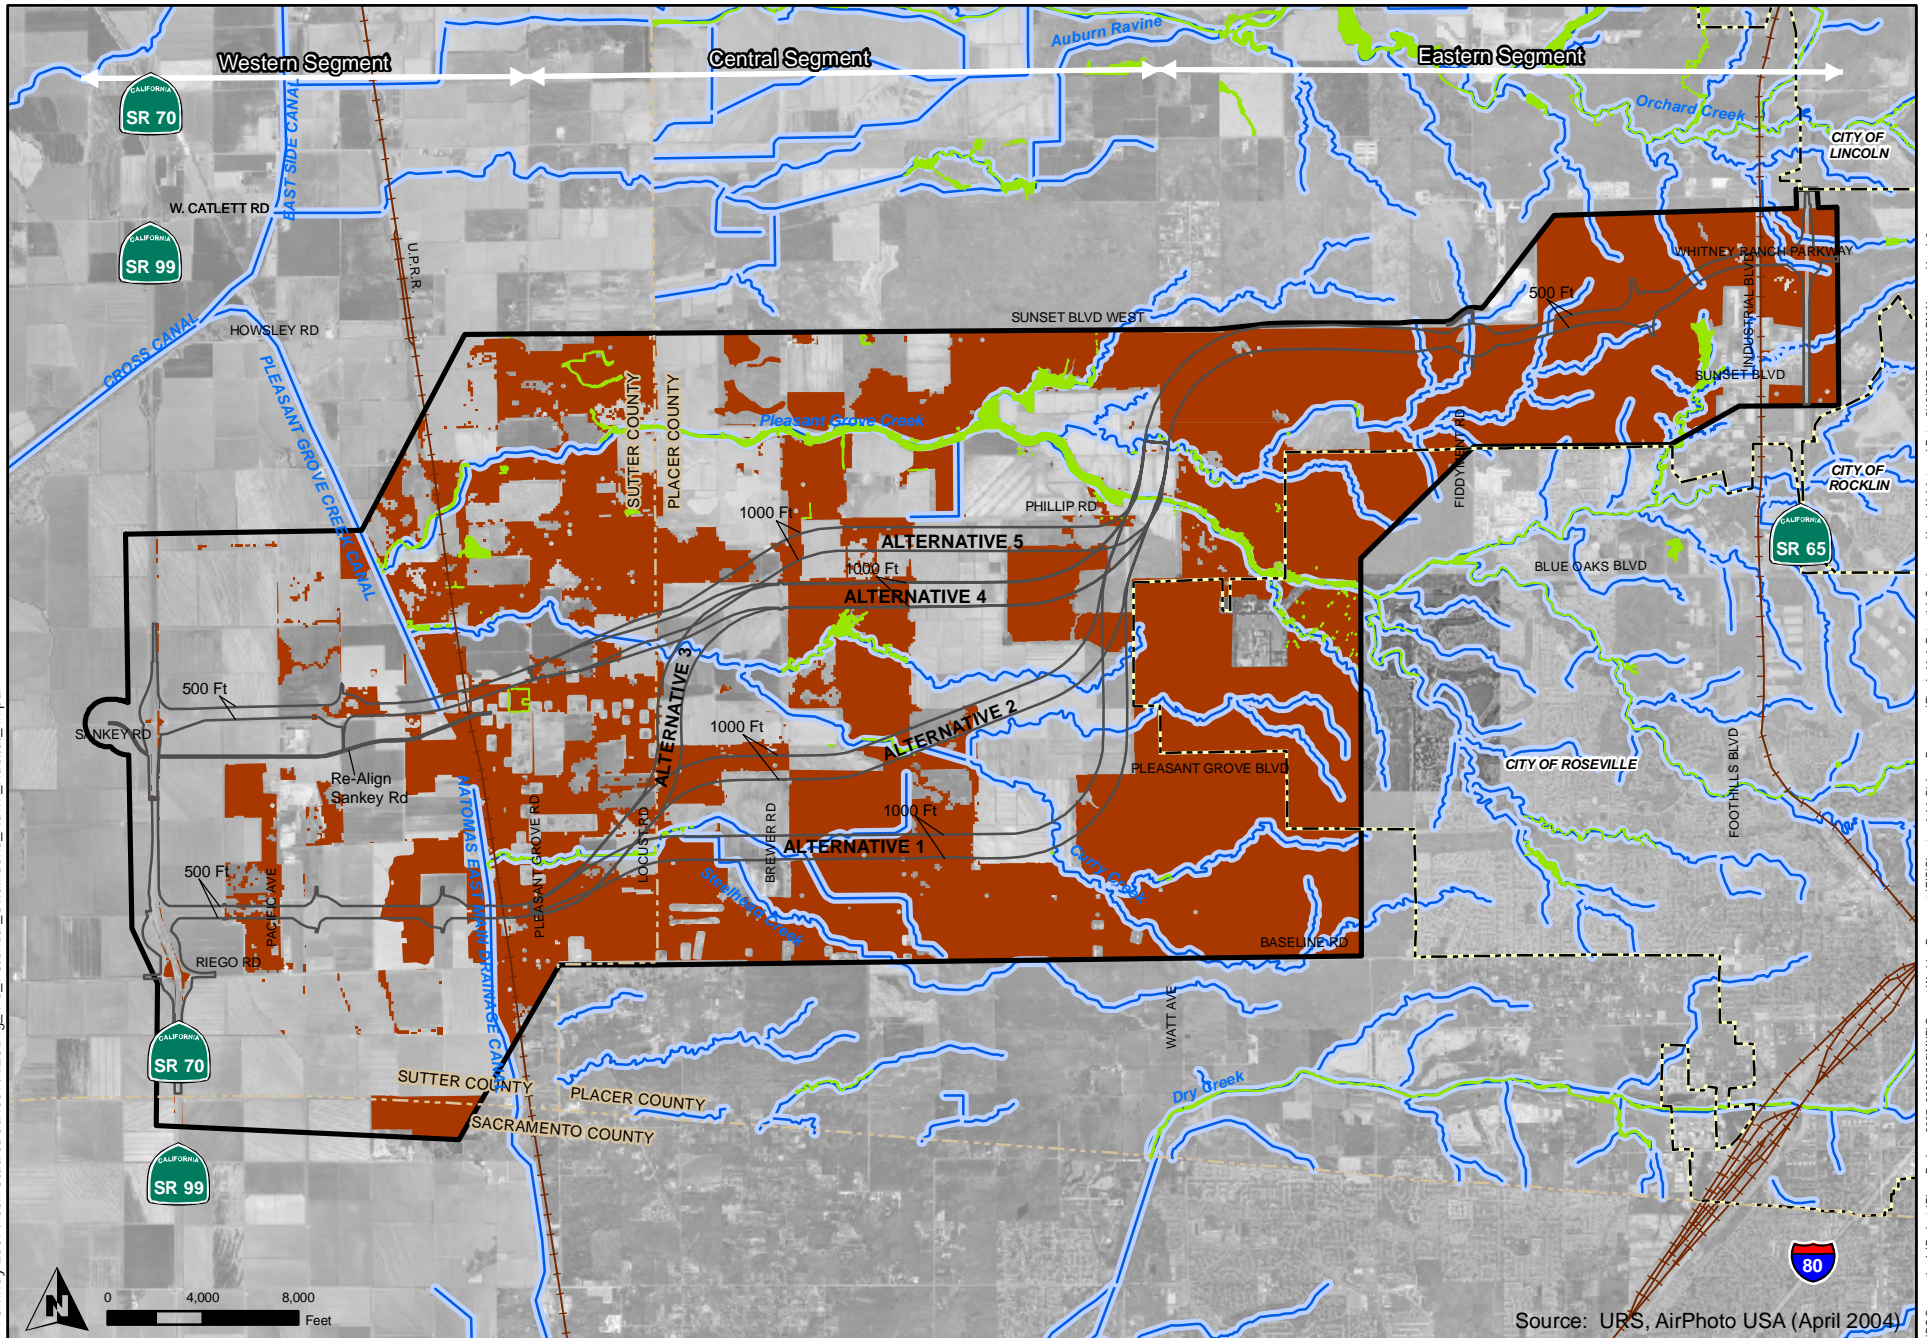 Western Segment
Central Segment
Eastern Segment
Auburn Ravine
Orchard Creek
CALIFORNIA
SR 70
EAST SIDE CANAL
CITY OF
LINCOLN
W. CATLETT RD
CALIFORNIA
SR 99
U.P.R.R.
WHITNEY RANCH PARKWAY
500 Ft
INDUSTRIAL BLVD
SUNSET BLVD WEST
HOWSLEY RD
CROSS CANAL
PLEASANT GROVE CREEK CANAL
SUNSET BLVD
SUTTER COUNTY
PLACER COUNTY
Pleasant Grove Creek
FIDDYMENT RD
CITY OF
ROCKLIN
PHILLIP RD
1000 Ft
CALIFORNIA
SR 65
ALTERNATIVE 5
1000 Ft
BLUE OAKS BLVD
ALTERNATIVE 4
ALTERNATIVE 3
500 Ft
SANKEY RD
1000 Ft
ALTERNATIVE 2
PLEASANT GROVE BLVD
CITY OF ROSEVILLE
FOOTHILLS BLVD
Re-Align
Sankey Rd
NATOMAS EAST MAIN DRAINAGE CANAL
PLEASANT GROVE RD
LOCUST RD
BREWER RD
1000 Ft
ALTERNATIVE 1
Curry Creek
Steelhead Creek
500 Ft
PACIFIC AVE
RIEGO RD
BASELINE RD
WATT AVE
CALIFORNIA
SR 70
SUTTER COUNTY
PLACER COUNTY
SACRAMENTO COUNTY
Dry Creek
CALIFORNIA
SR 99
80
N
0 4,000 8,000
Feet
Source: URS, AirPhoto USA (April 2004)